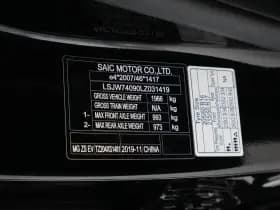 SAIC MOTOR CO.,LTD.
e4*2007/46*1417
LSJW74090LZ031419
GROSS VEHICLE WEIGHT 1966 kg
GROSS TRAIN WEIGHT - kg
1- MAX FRONT AXLE WEIGHT 993 kg
2- MAX REAR AXLE WEIGHT 973 kg
MG ZS EV 2019-11 CHINA